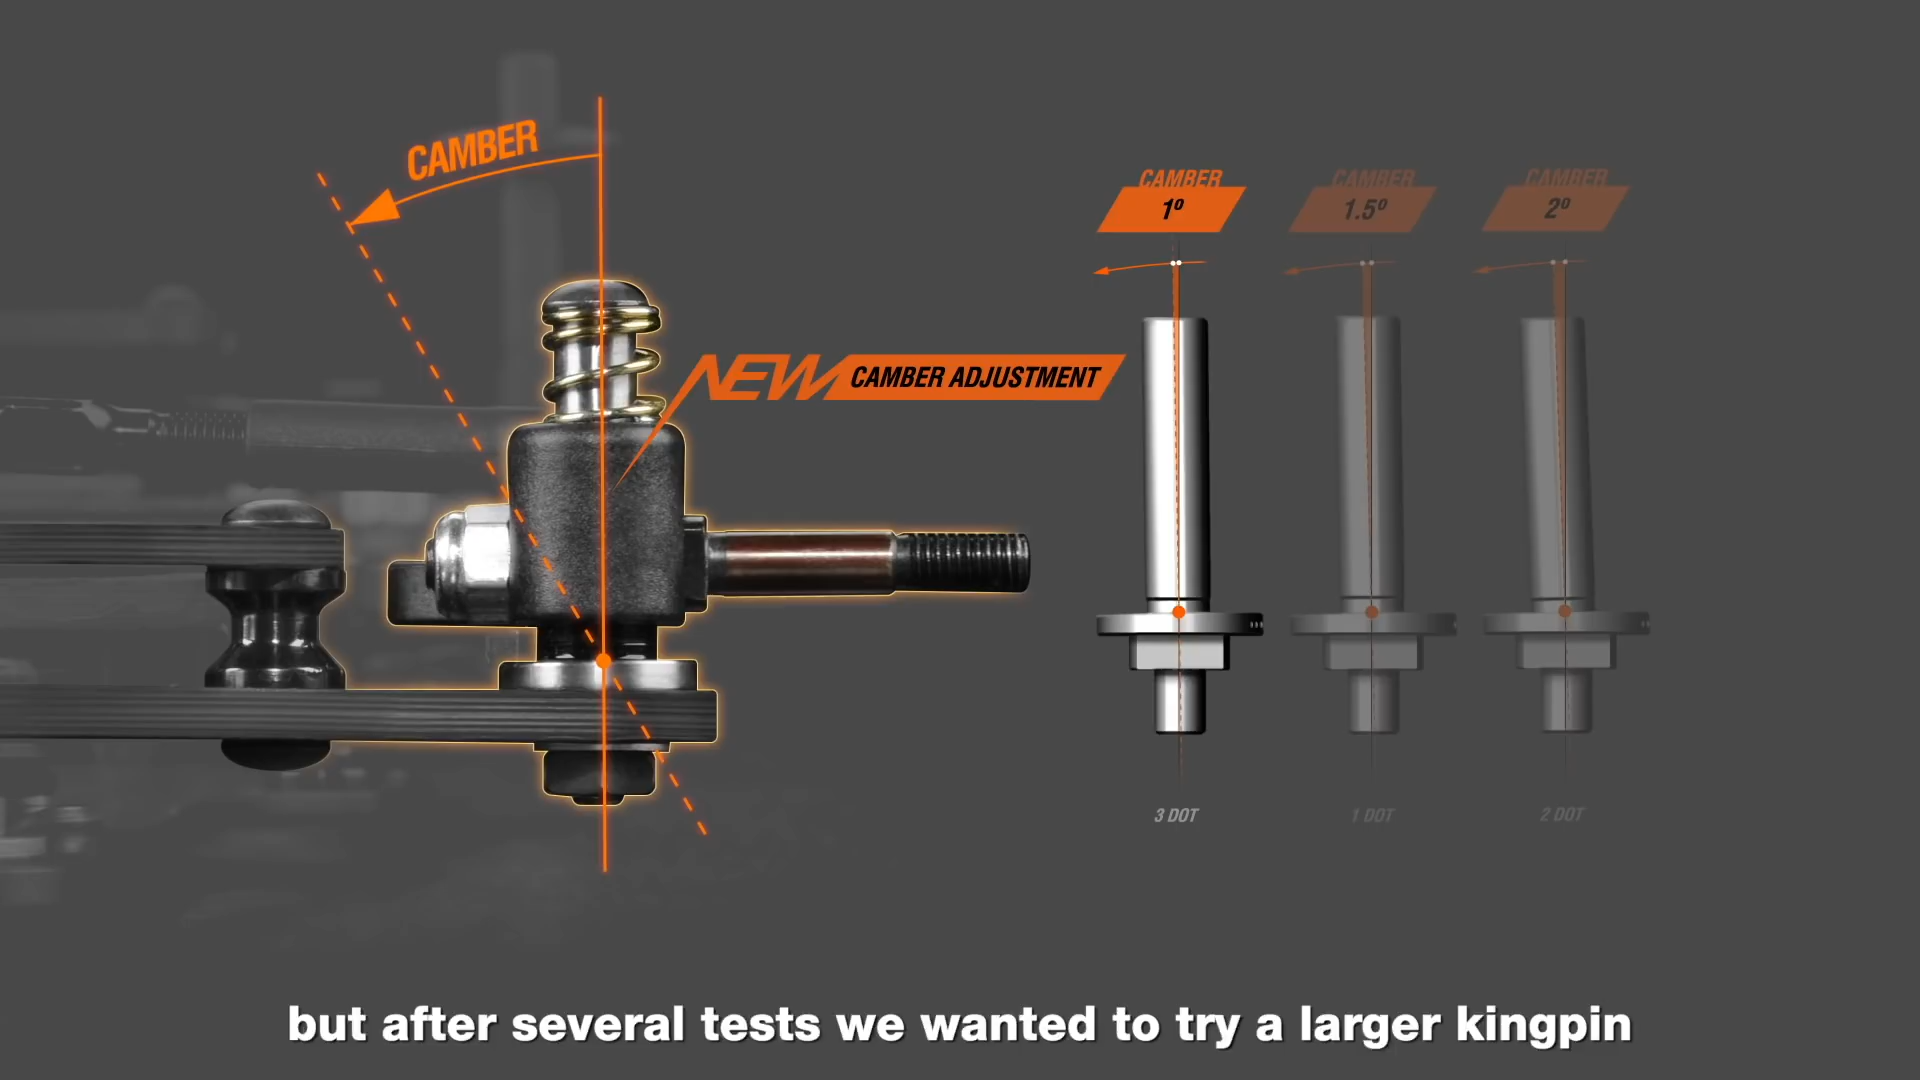 CAMBER
NEW CAMBER ADJUSTMENT
CAMBER
1º
CAMBER
1.5º
CAMBER
2º
3 DOT
1 DOT
2 DOT
but after several tests we wanted to try a larger kingpin